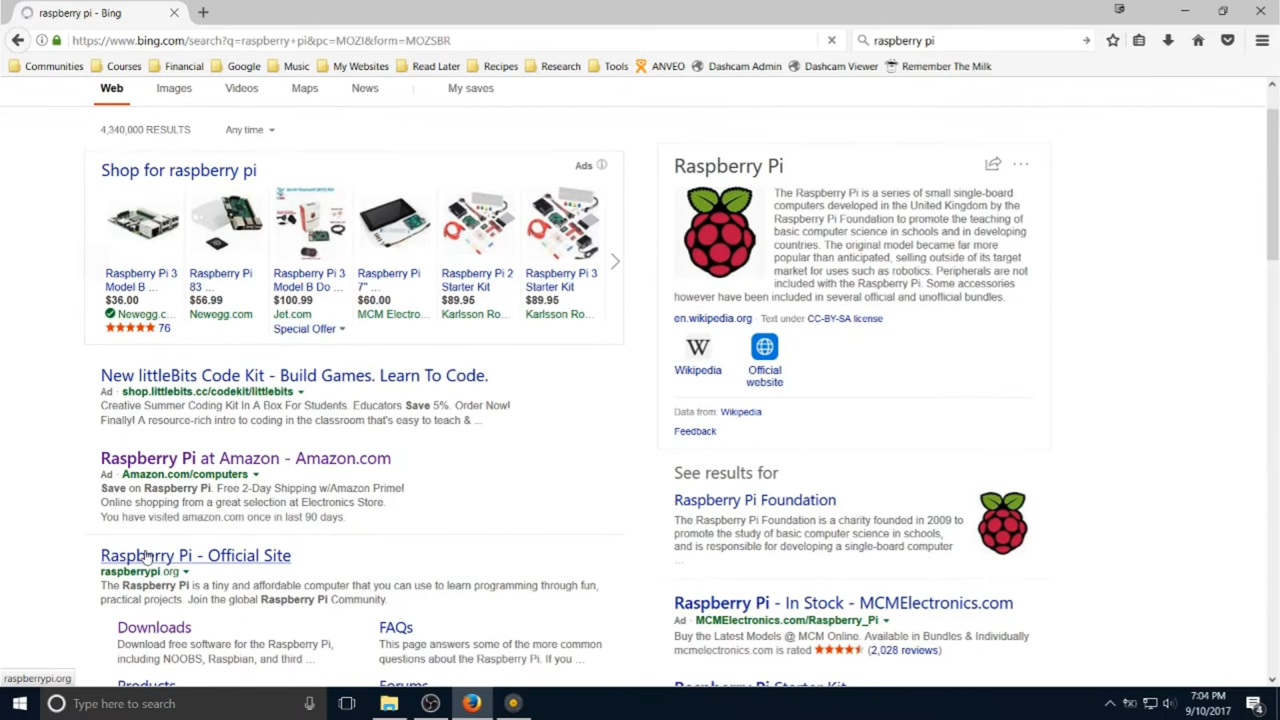 raspberry pi - Bing
https://www.bing.com/search?q=raspberry+pi&pc=MOZI&form=MOZSBR
raspberry pi
Communities
Courses
Financial
Google
Music
My Websites
Read Later
Recipes
Research
Tools
ANVEO
Dashcam Admin
Dashcam Viewer
Remember The Milk
Web
Images
Videos
Maps
News
My saves
4,340,000 RESULTS
Any time
Shop for raspberry pi
Ads
Raspberry Pi 3
Model B ...
$36.00
Newegg.c...
76
Raspberry Pi
83 ...
$56.99
Newegg.com
Raspberry Pi 3
Model B Do ...
$100.99
Jet.com
Special Offer
Raspberry Pi
7" ...
$60.00
MCM Electro...
Raspberry Pi 2
Starter Kit
$89.95
Karlsson Ro...
Raspberry Pi 3
Starter Kit
$89.95
Karlsson Ro...
New littleBits Code Kit - Build Games. Learn To Code.
Ad · shop.littlebits.cc/codekit/littlebits
Creative Summer Coding Kit In A Box For Students. Educators Save 5%. Order Now!
Finally! A resource-rich intro to coding in the classroom that's easy to teach & ...
Raspberry Pi at Amazon - Amazon.com
Ad · Amazon.com/computers
Save on Raspberry Pi. Free 2-Day Shipping w/Amazon Prime!
Online shopping from a great selection at Electronics Store.
You have visited amazon.com once in last 90 days.
Raspberry Pi - Official Site
raspberrypi.org
The Raspberry Pi is a tiny and affordable computer that you can use to learn programming through fun,
practical projects. Join the global Raspberry Pi Community.
Downloads
Download free software for the Raspberry Pi,
including NOOBS, Raspbian, and third ...
FAQs
This page answers some of the more common
questions about the Raspberry Pi. If you ...
Products
Forums
Raspberry Pi
The Raspberry Pi is a series of small single-board
computers developed in the United Kingdom by the
Raspberry Pi Foundation to promote the teaching of
basic computer science in schools and in developing
countries. The original model became far more
popular than anticipated, selling outside of its target
market for uses such as robotics. Peripherals are not
included with the Raspberry Pi. Some accessories
however have been included in several official and unofficial bundles.
en.wikipedia.org · Text under CC-BY-SA license
W
Wikipedia
Official
website
Data from: Wikipedia
Feedback
See results for
Raspberry Pi Foundation
The Raspberry Pi Foundation is a charity founded in 2009 to
promote the study of basic computer science in schools,
and is responsible for developing a single-board computer
...
Raspberry Pi - In Stock - MCMElectronics.com
Ad · MCMElectronics.com/Raspberry_Pi
Buy the Latest Models @ MCM Online. Available in Bundles & Individually
mcmelectronics.com is rated (2,028 reviews)
Raspberry Pi Starter Kit
raspberrypi.org
Type here to search
7:04 PM
9/10/2017
4